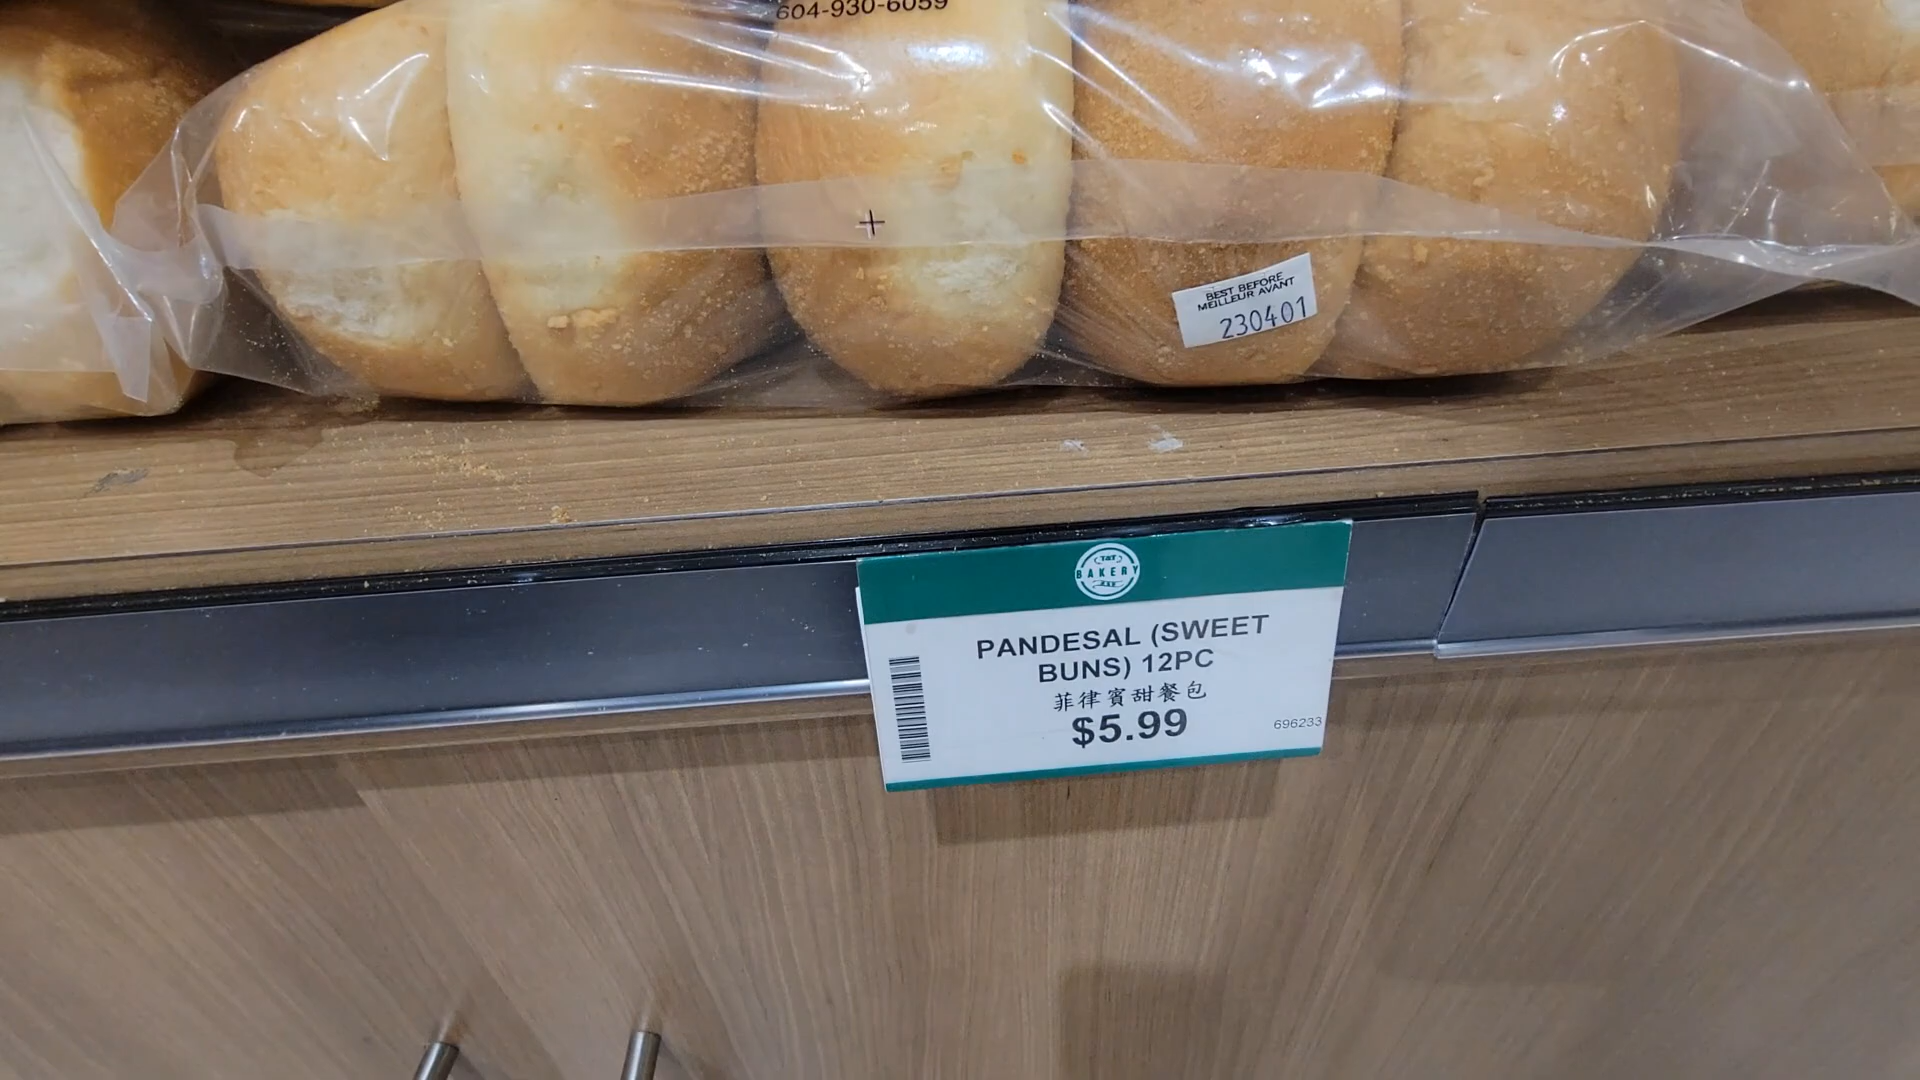 604-930-6059
BEST BEFORE
MEILLEUR AVANT
230401
T&T
BAKERY
PANDESAL (SWEET
BUNS) 12PC
菲律賓甜餐包
$5.99
696233